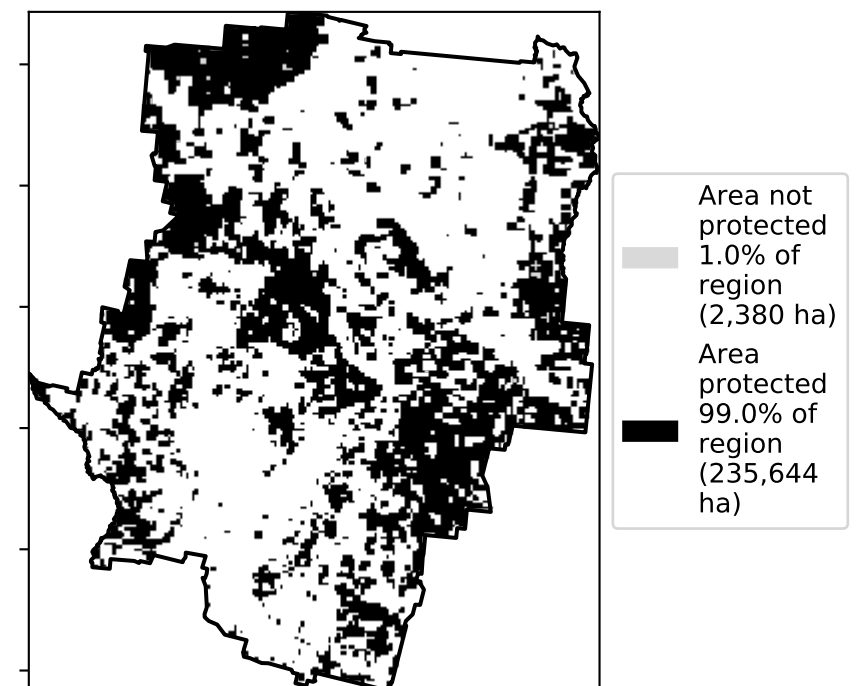 Area not
protected
1.0% of
region
(2,380 ha)
Area
protected
99.0% of
region
(235,644
ha)